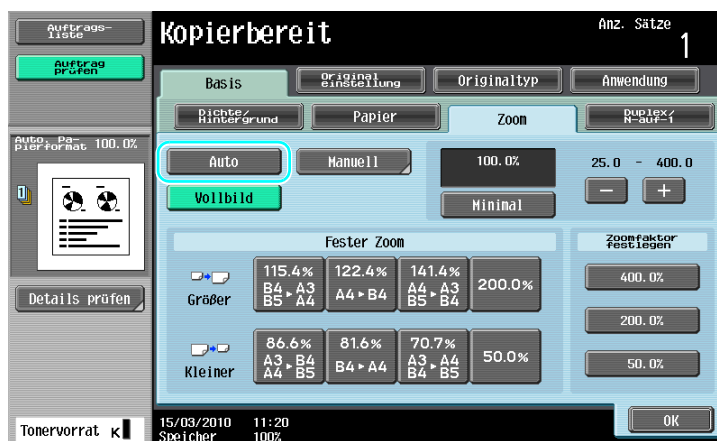 Auftrags-
liste
Auftrag
prüfen
Kopierbereit
Anz. Sätze
1
Basis
Original
einstellung
Originaltyp
Anwendung
Dichte/
Hintergrund
Papier
Zoom
Duplex/
N-auf-1
Auto. Pa-
pierformat 100.0%
1
Details prüfen
Tonervorrat K
Auto
Manuell
100.0%
25.0 - 400.0
Vollbild
Minimal
− +
Fester Zoom
Zoomfaktor
festlegen
Größer
115.4%
B4▸A3
B5▸A4
122.4%
A4▸B4
141.4%
A4▸A3
B5▸B4
200.0%
Kleiner
86.6%
A3▸B4
A4▸B5
81.6%
B4▸A4
70.7%
A3▸A4
B4▸B5
50.0%
400.0%
200.0%
50.0%
15/03/2010 11:20
Speicher 100%
OK